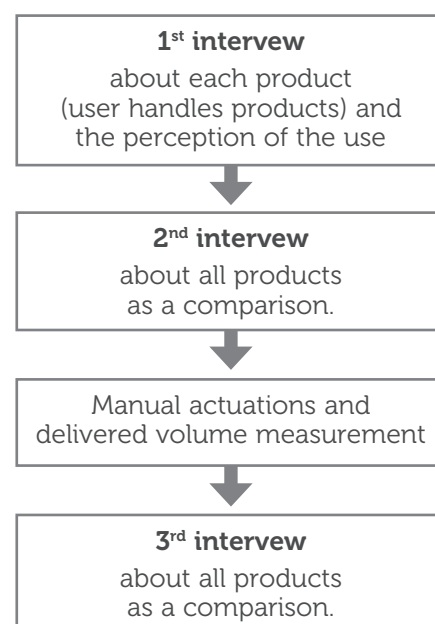 1st intervew
about each product
(user handles products) and
the perception of the use
2nd intervew
about all products
as a comparison.
Manual actuations and
delivered volume measurement
3rd intervew
about all products
as a comparison.